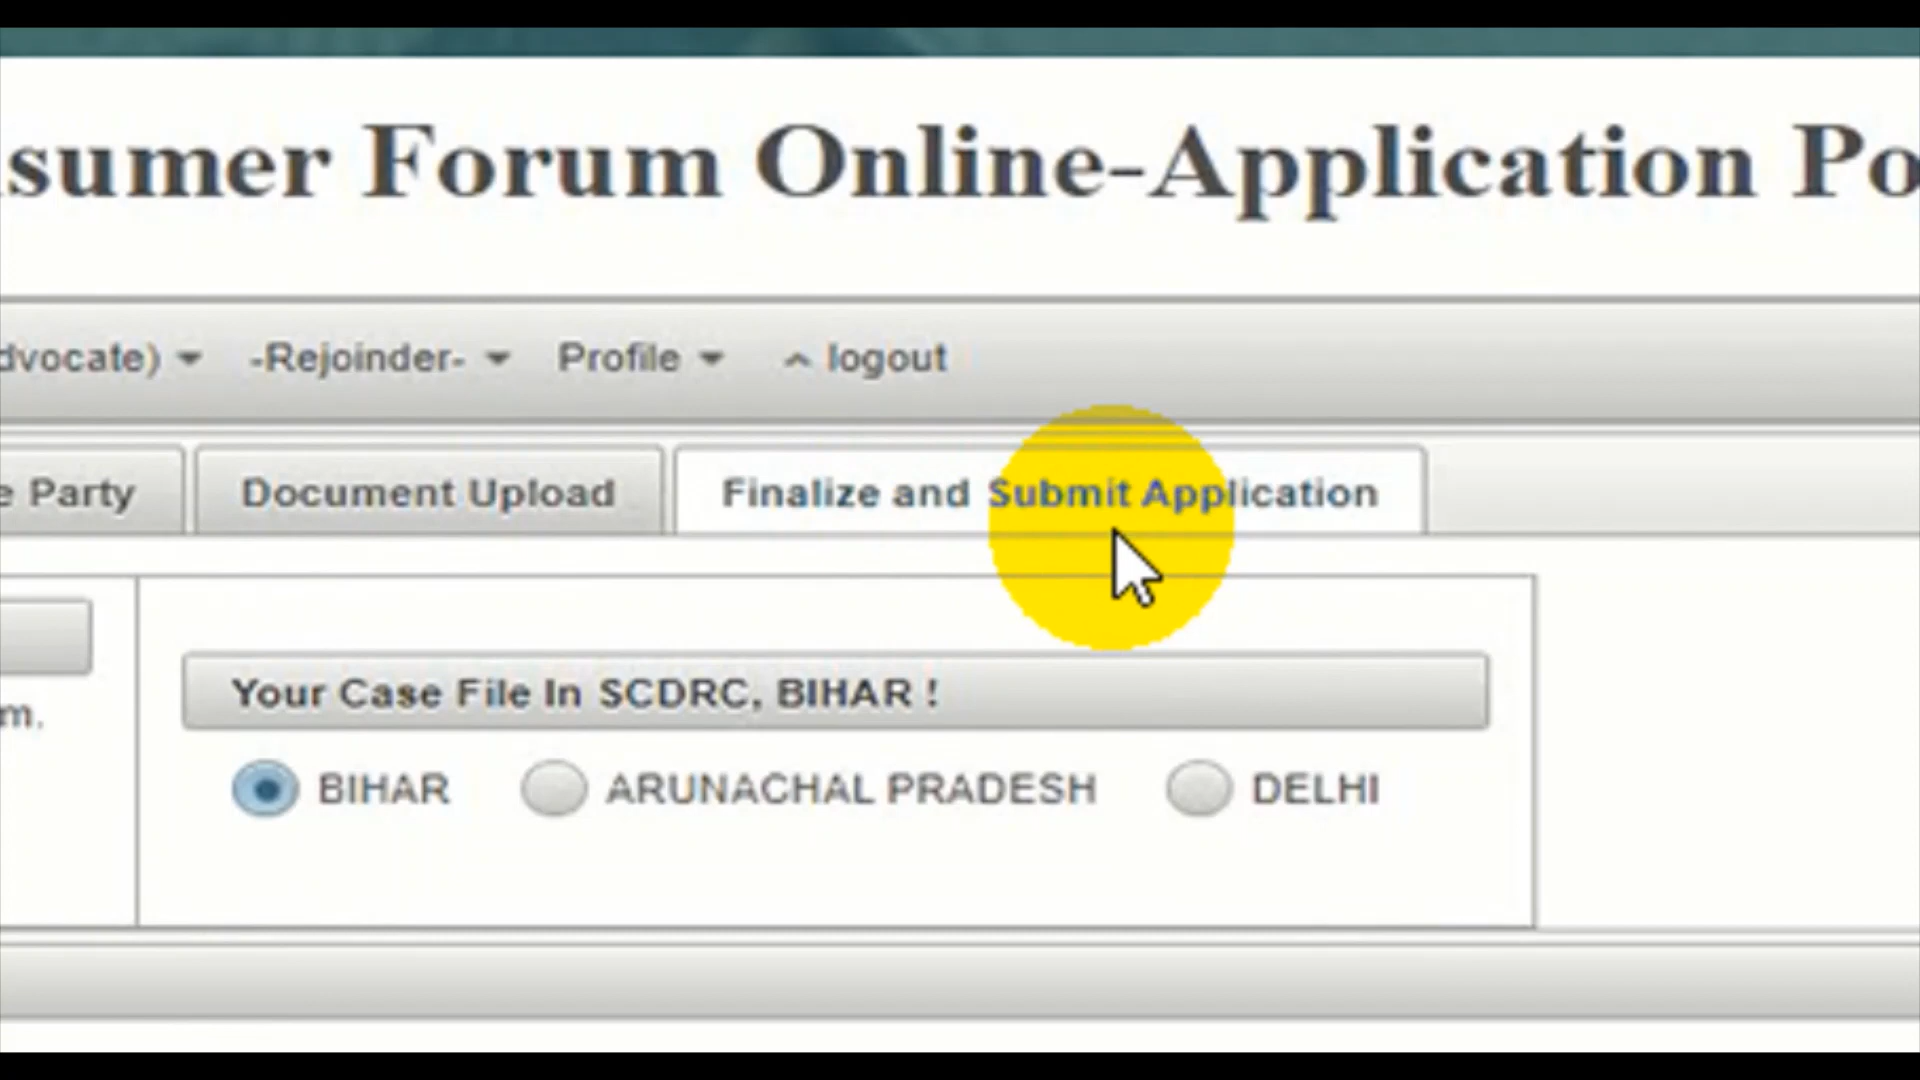 sumer Forum Online-Application Po
dvocate) -Rejoinder- Profile logout
e Party Document Upload Finalize and Submit Application
Your Case File In SCDRC, BIHAR !
m.
BIHAR ARUNACHAL PRADESH DELHI